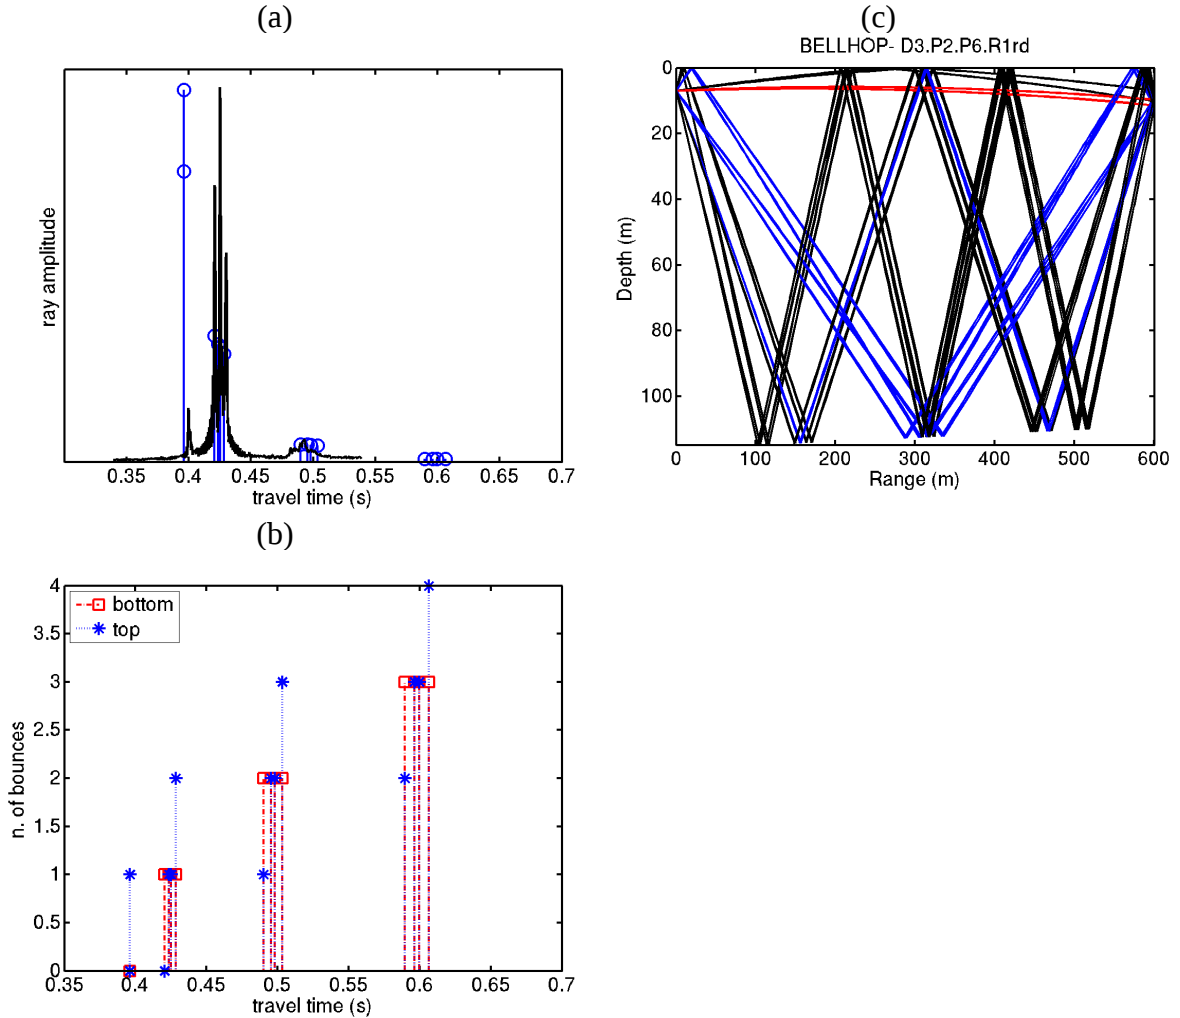 (a)
ray amplitude
0.35 0.4 0.45 0.5 0.55 0.6 0.65 0.7
travel time (s)
(c)
BELLHOP- D3.P2.P6.R1rd
0
20
40
60
80
100
Depth (m)
0 100 200 300 400 500 600
Range (m)
(b)
4
3.5
3
2.5
2
1.5
1
0.5
0
n. of bounces
bottom
top
0.35 0.4 0.45 0.5 0.55 0.6 0.65 0.7
travel time (s)